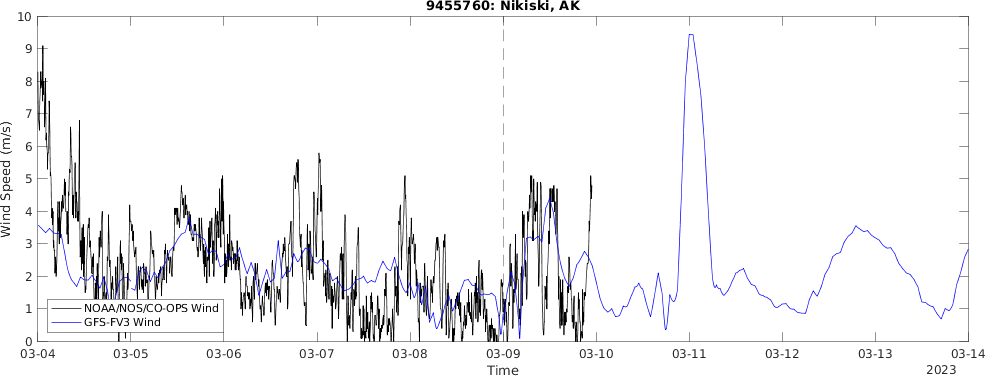 9455760: Nikiski, AK
10
9
8
7
6
5
4
3
2
1
0
Wind Speed (m/s)
NOAA/NOS/CO-OPS Wind
GFS-FV3 Wind
03-04 03-05 03-06 03-07 03-08 03-09 03-10 03-11 03-12 03-13 03-14
Time
2023